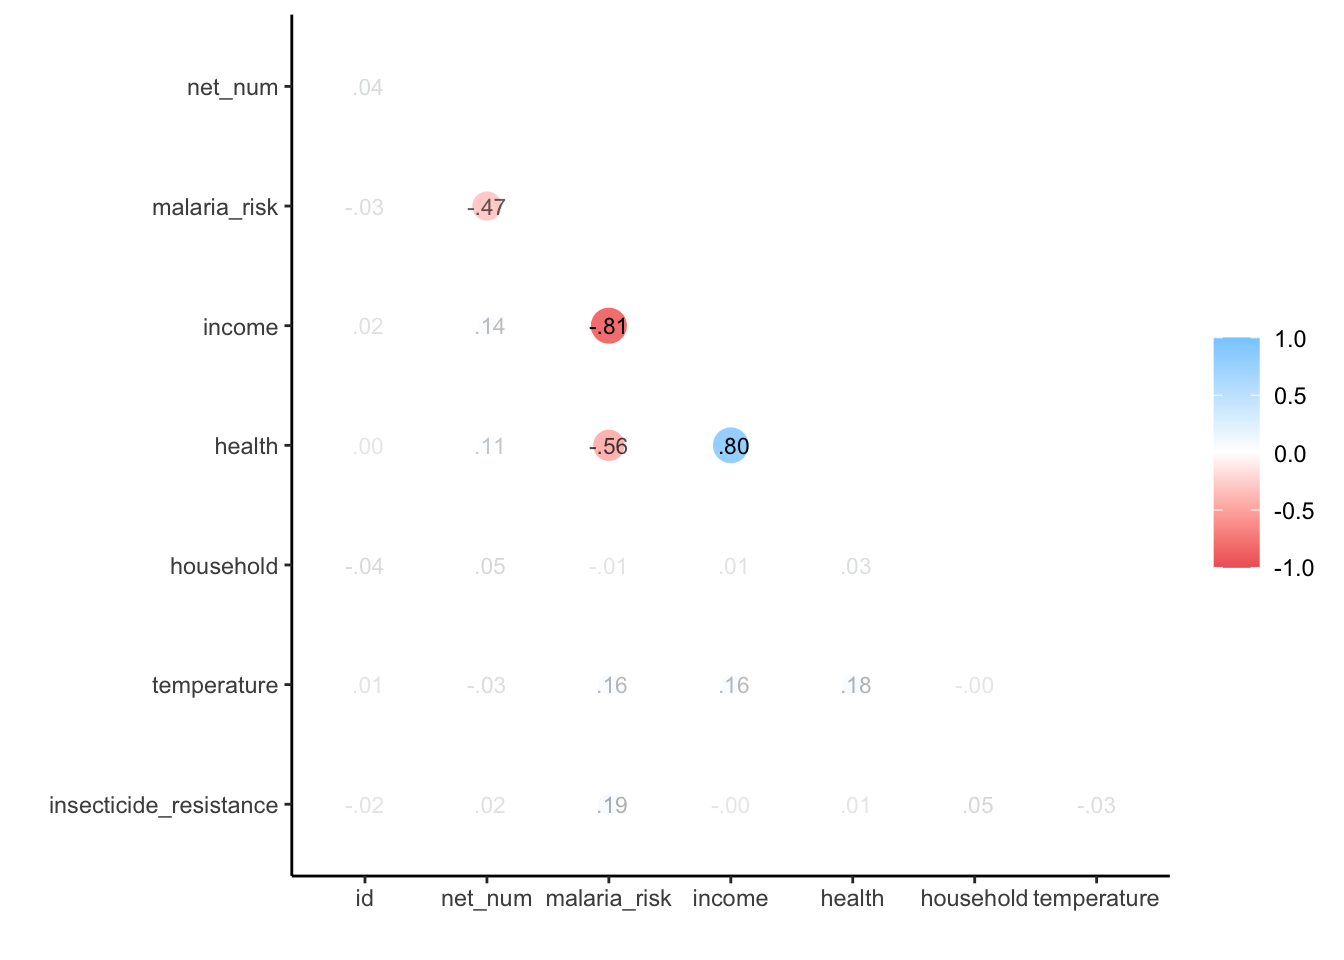 net_num .04
malaria_risk -.03 -.47
income .02 .14 -.81
health .00 .11 -.56 .80
household -.04 .05 -.01 .01 .03
temperature .01 -.03 .16 .16 .18 -.00
insecticide_resistance -.02 .02 .19 -.00 .01 .05 -.03
id net_num malaria_risk income health household temperature
1.0
0.5
0.0
-0.5
-1.0